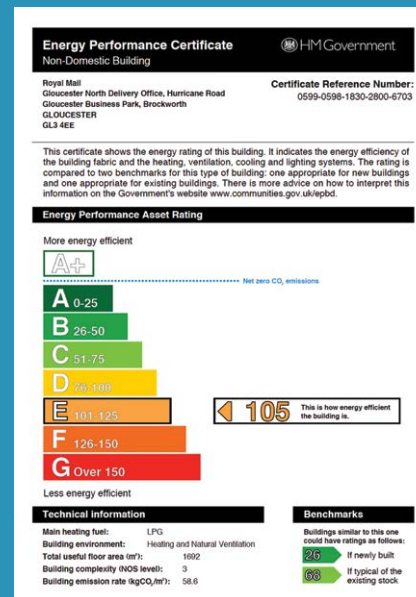 Energy Performance Certificate
Non-Domestic Building
HM Government
Royal Mail
Gloucester North Delivery Office, Hurricane Road
Gloucester Business Park, Brockworth
GLOUCESTER
GL3 4EE
Certificate Reference Number:
0599-0598-1830-2800-6703
This certificate shows the energy rating of this building. It indicates the energy efficiency of
the building fabric and the heating, ventilation, cooling and lighting systems. The rating is
compared to two benchmarks for this type of building: one appropriate for new buildings
and one appropriate for existing buildings. There is more advice on how to interpret this
information on the Government's website www.communities.gov.uk/epbd.
Energy Performance Asset Rating
More energy efficient
A+
Net zero CO₂ emissions
A 0-25
B 26-50
C 51-75
D 76-100
E 101-125
105 This is how energy efficient
the building is.
F 126-150
G Over 150
Less energy efficient
Technical information
Main heating fuel: LPG
Building environment: Heating and Natural Ventilation
Total useful floor area (m²): 1692
Building complexity (NOS level): 3
Building emission rate (kgCO₂/m²): 58.6
Benchmarks
Buildings similar to this one
could have ratings as follows:
26 If newly built
68 If typical of the
existing stock